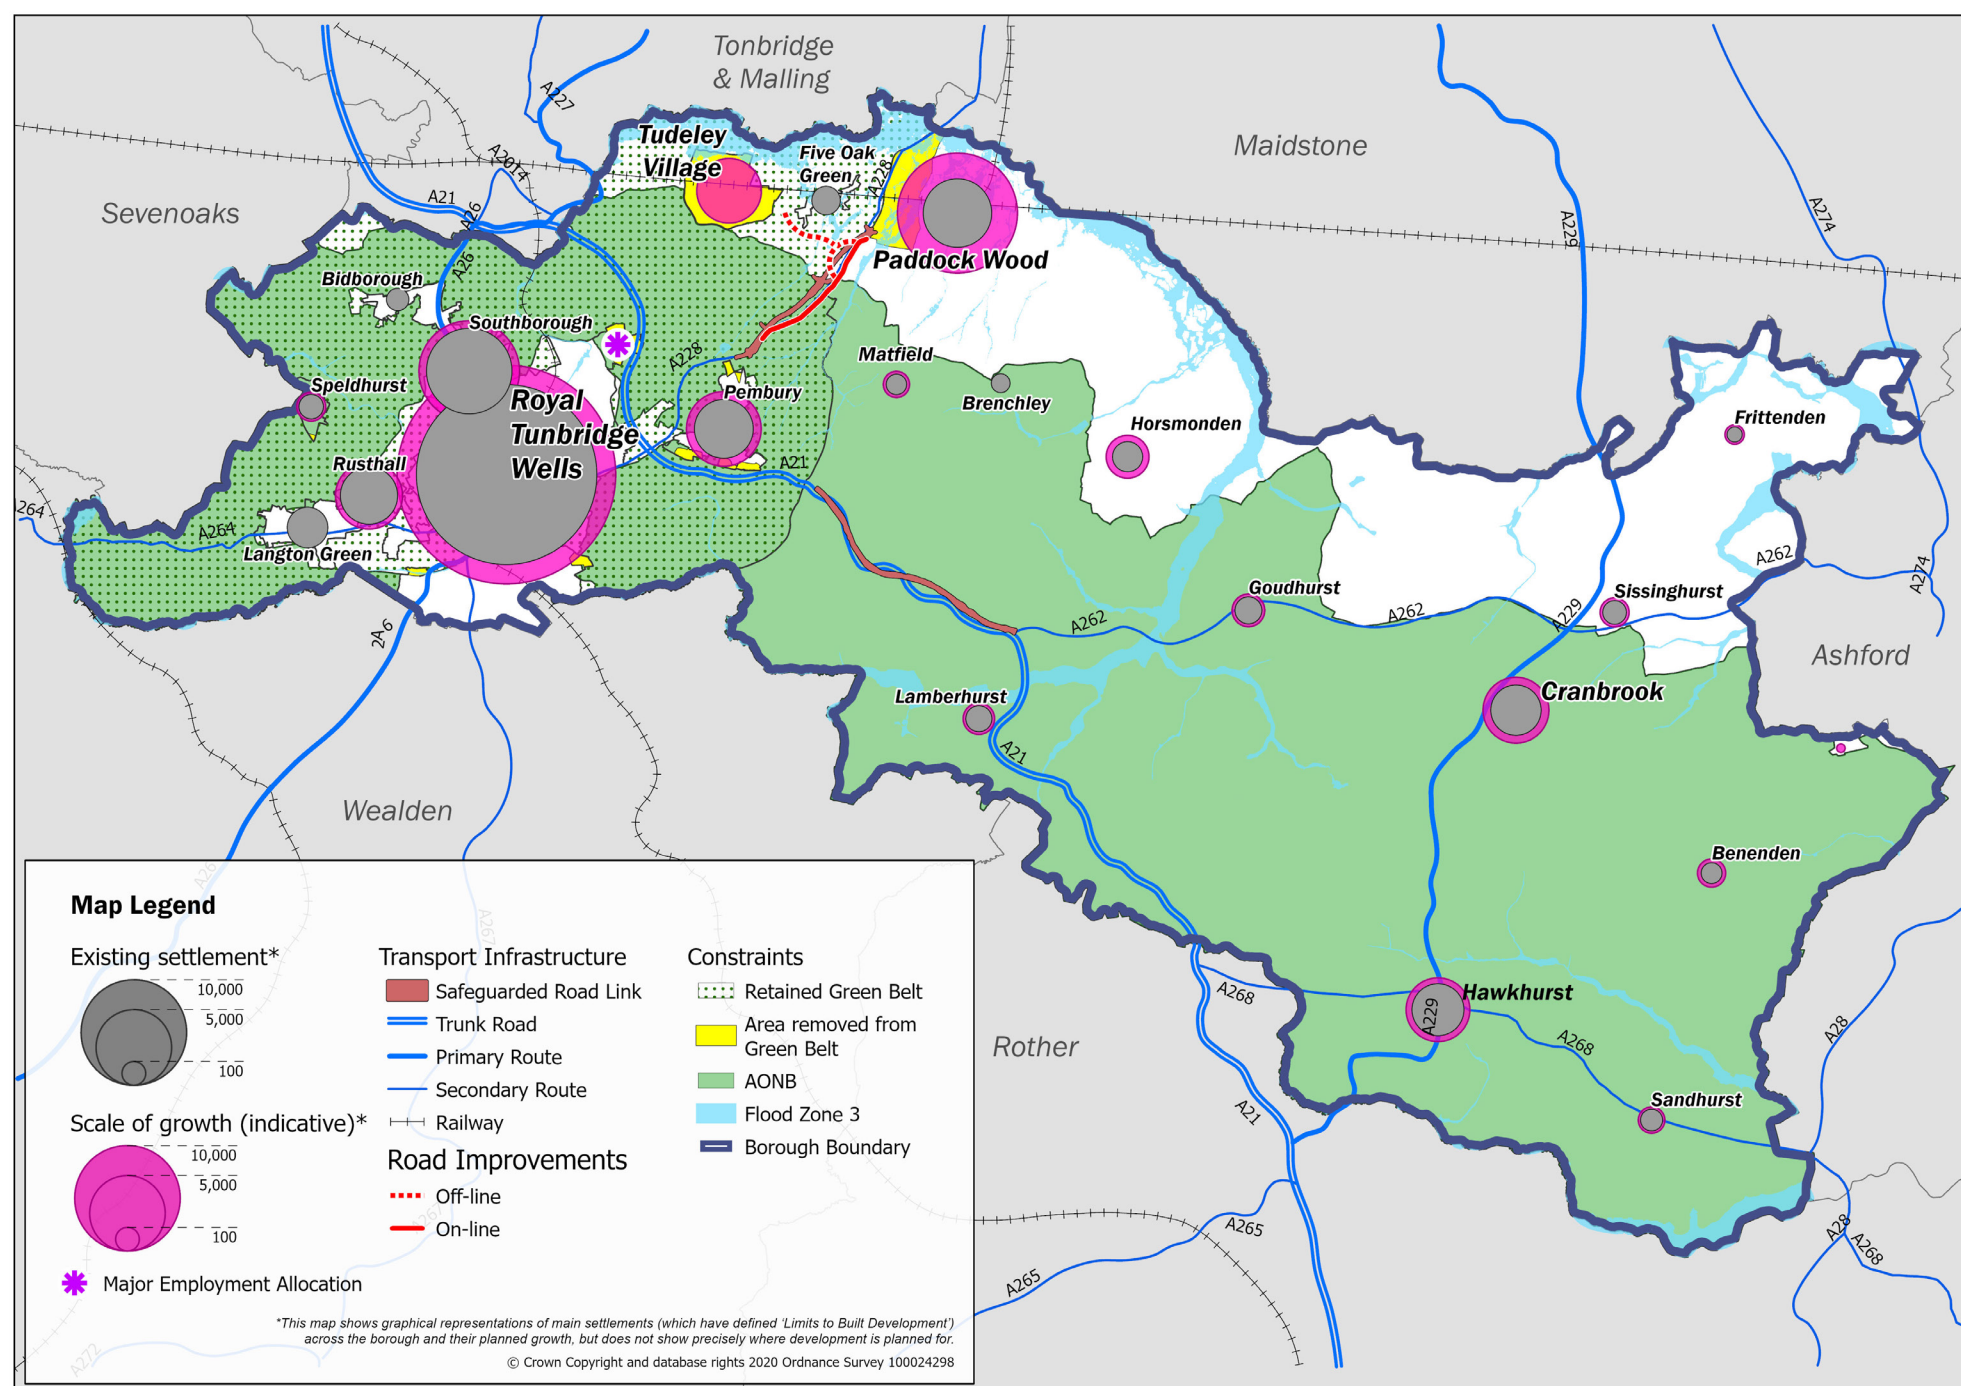 Tonbridge
& Malling
Maidstone
Sevenoaks
Ashford
Wealden
Rother
A227
A2014
A21
A26
A26
A228
A229
A274
Tudeley
Village
Five Oak
Green
Paddock Wood
Bidborough
Southborough
A228
Matfield
Brenchley
Speldhurst
Pembury
Royal
Tunbridge
Wells
Horsmonden
Frittenden
Rusthall
A21
264
A264
Langton Green
2A6
A262
A274
Goudhurst
Sissinghurst
A262
A262
A229
Lamberhurst
Cranbrook
A21
Benenden
A268
Hawkhurst
A229
A268
A28
Sandhurst
A21
A265
A265
A28
A268
A26
A267
A267
A272
Map Legend
Existing settlement*
10,000
5,000
100
Scale of growth (indicative)*
10,000
5,000
100
Major Employment Allocation
Transport Infrastructure
Safeguarded Road Link
Trunk Road
Primary Route
Secondary Route
Railway
Road Improvements
Off-line
On-line
Constraints
Retained Green Belt
Area removed from
Green Belt
AONB
Flood Zone 3
Borough Boundary
*This map shows graphical representations of main settlements (which have defined ‘Limits to Built Development’)
across the borough and their planned growth, but does not show precisely where development is planned for.
© Crown Copyright and database rights 2020 Ordnance Survey 100024298